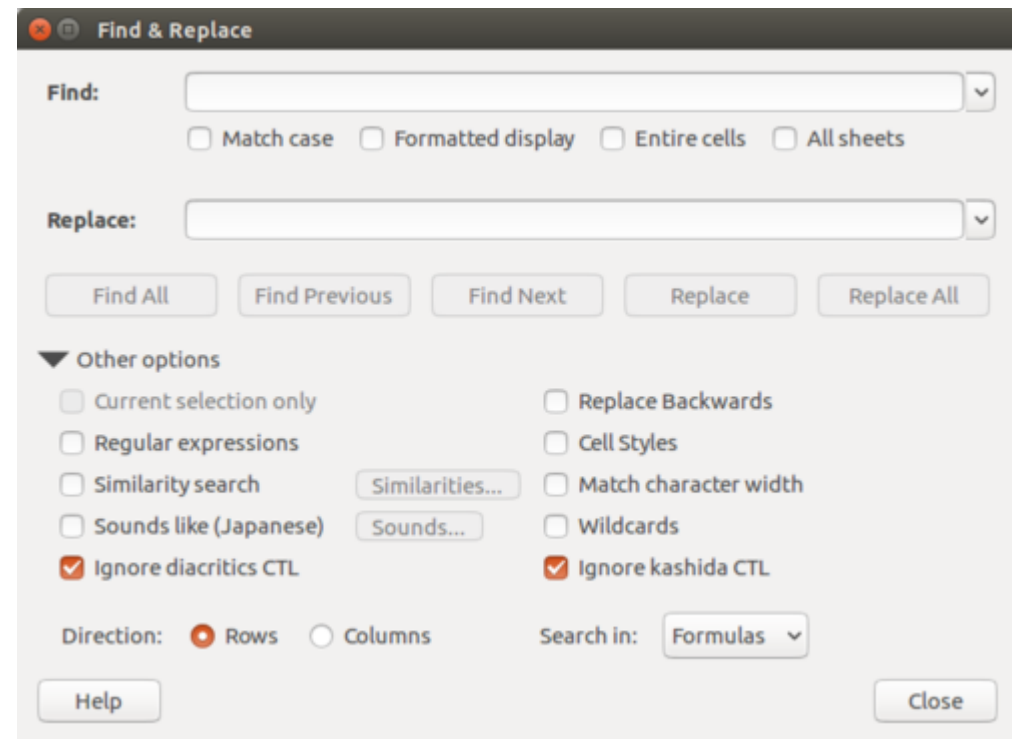 Find & Replace
Find:
Match case Formatted display Entire cells All sheets
Replace:
Find All Find Previous Find Next Replace Replace All
Other options
Current selection only Replace Backwards
Regular expressions Cell Styles
Similarity search Similarities... Match character width
Sounds like (Japanese) Sounds... Wildcards
Ignore diacritics CTL Ignore kashida CTL
Direction: Rows Columns Search in: Formulas
Help Close